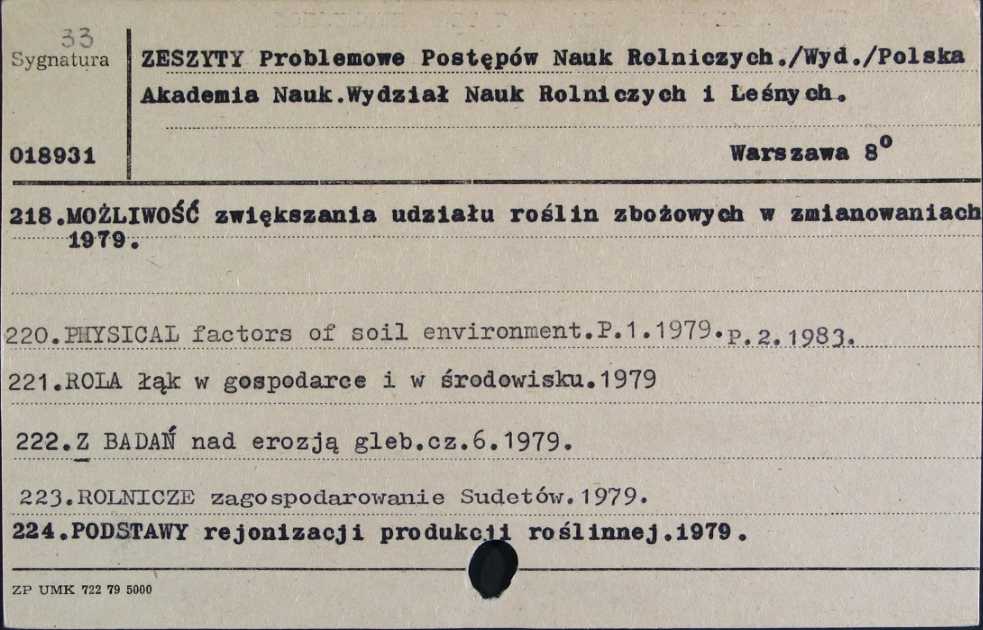 33
Sygnatura
ZESZYTY Problemowe Postępów Nauk Rolniczych./Wyd./Polska
Akademia Nauk.Wydział Nauk Rolniczych i Leśnych.
018931
Warszawa 8o
218.MOŻLIWOŚĆ zwiększania udziału roślin zbożowych w zmianowaniach
1979.
220.PHYSICAL factors of soil environment.P.1.1979.P.2.1983.
221.ROLA łąk w gospodarce i w środowisku.1979
222.Z BADAŃ nad erozją gleb.cz.6.1979.
223.ROLNICZE zagospodarowanie Sudetów.1979.
224.PODSTAWY rejonizacji produkcji roślinnej.1979.
ZP UMK 722 79 5000